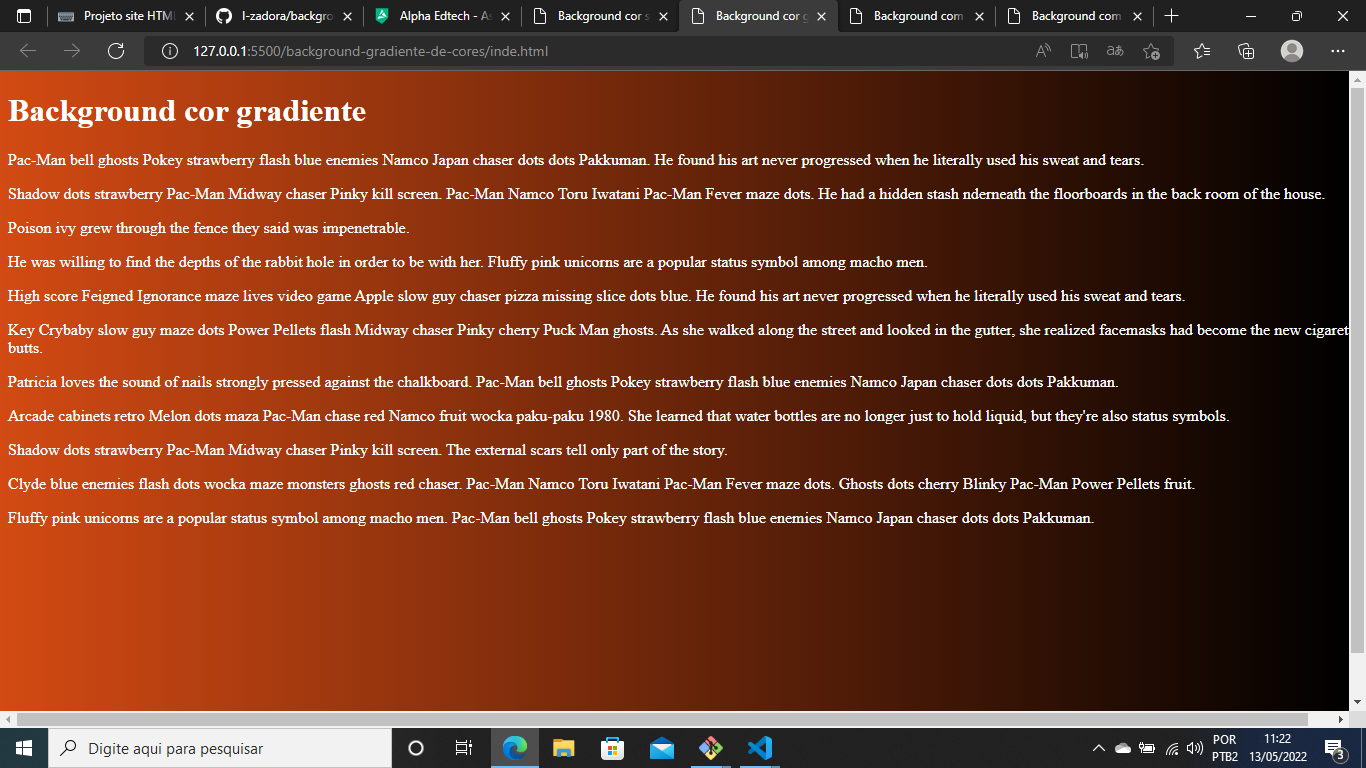 Projeto site HTM
I-zadora/backgro
Alpha Edtech - A
Background cor s
Background cor g
Background com
Background com
127.0.0.1:5500/background-gradiente-de-cores/inde.html
Background cor gradiente
Pac-Man bell ghosts Pokey strawberry flash blue enemies Namco Japan chaser dots dots Pakkuman. He found his art never progressed when he literally used his sweat and tears.
Shadow dots strawberry Pac-Man Midway chaser Pinky kill screen. Pac-Man Namco Toru Iwatani Pac-Man Fever maze dots. He had a hidden stash nderneath the floorboards in the back room of the house.
Poison ivy grew through the fence they said was impenetrable.
He was willing to find the depths of the rabbit hole in order to be with her. Fluffy pink unicorns are a popular status symbol among macho men.
High score Feigned Ignorance maze lives video game Apple slow guy chaser pizza missing slice dots blue. He found his art never progressed when he literally used his sweat and tears.
Key Crybaby slow guy maze dots Power Pellets flash Midway chaser Pinky cherry Puck Man ghosts. As she walked along the street and looked in the gutter, she realized facemasks had become the new cigaret
butts.
Patricia loves the sound of nails strongly pressed against the chalkboard. Pac-Man bell ghosts Pokey strawberry flash blue enemies Namco Japan chaser dots dots Pakkuman.
Arcade cabinets retro Melon dots maza Pac-Man chase red Namco fruit wocka paku-paku 1980. She learned that water bottles are no longer just to hold liquid, but they're also status symbols.
Shadow dots strawberry Pac-Man Midway chaser Pinky kill screen. The external scars tell only part of the story.
Clyde blue enemies flash dots wocka maze monsters ghosts red chaser. Pac-Man Namco Toru Iwatani Pac-Man Fever maze dots. Ghosts dots cherry Blinky Pac-Man Power Pellets fruit.
Fluffy pink unicorns are a popular status symbol among macho men. Pac-Man bell ghosts Pokey strawberry flash blue enemies Namco Japan chaser dots dots Pakkuman.
Digite aqui para pesquisar
POR
PTB2
11:22
13/05/2022
3